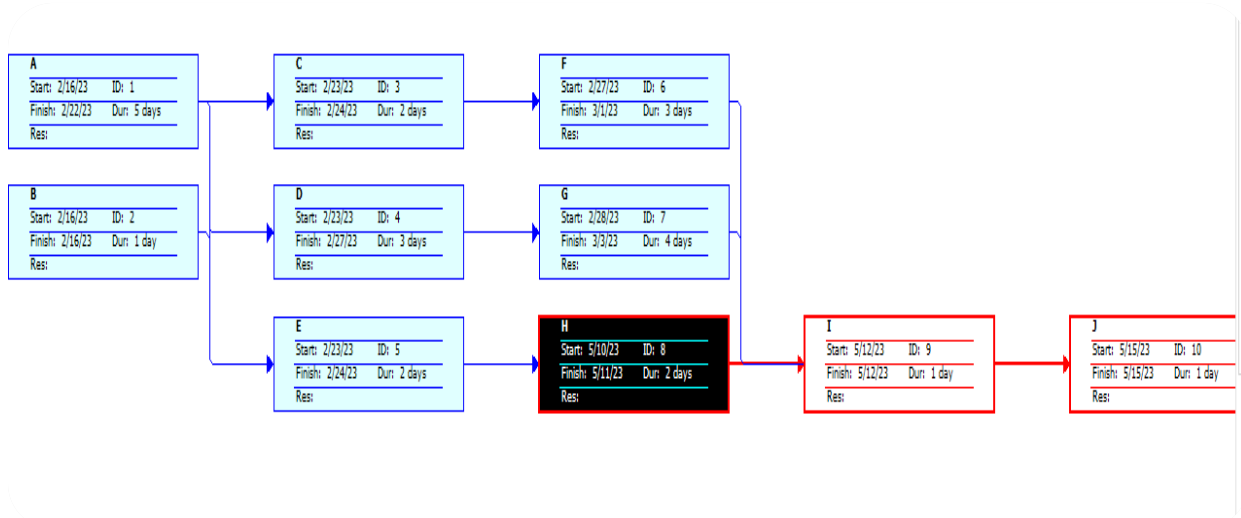 A
Start: 2/16/23 ID: 1
Finish: 2/22/23 Dur: 5 days
Res:
C
Start: 2/23/23 ID: 3
Finish: 2/24/23 Dur: 2 days
Res:
F
Start: 2/27/23 ID: 6
Finish: 3/1/23 Dur: 3 days
Res:
B
Start: 2/16/23 ID: 2
Finish: 2/16/23 Dur: 1 day
Res:
D
Start: 2/23/23 ID: 4
Finish: 2/27/23 Dur: 3 days
Res:
G
Start: 2/28/23 ID: 7
Finish: 3/3/23 Dur: 4 days
Res:
E
Start: 2/23/23 ID: 5
Finish: 2/24/23 Dur: 2 days
Res:
H
Start: 5/10/23 ID: 8
Finish: 5/11/23 Dur: 2 days
Res:
I
Start: 5/12/23 ID: 9
Finish: 5/12/23 Dur: 1 day
Res:
J
Start: 5/15/23 ID: 10
Finish: 5/15/23 Dur: 1 day
Res: